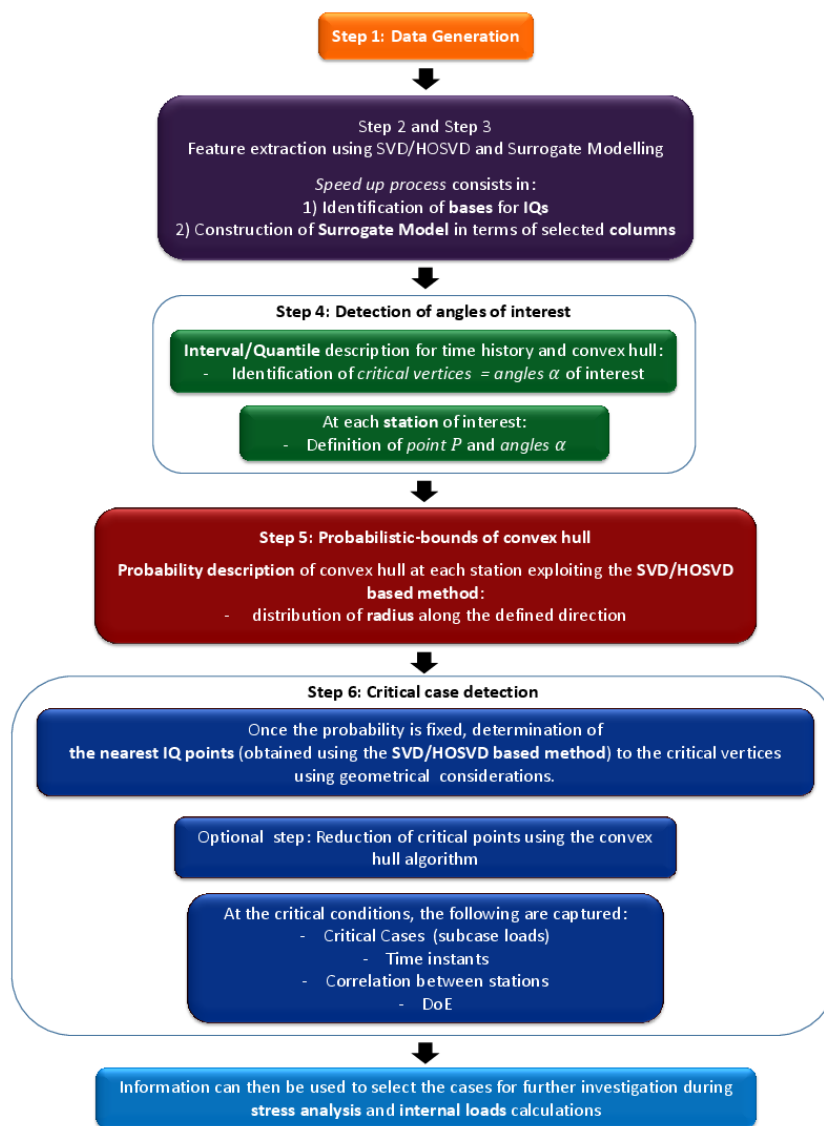 Step 1: Data Generation
Step 2 and Step 3
Feature extraction using SVD/HOSVD and Surrogate Modelling
Speed up process consists in:
1) Identification of bases for IQs
2) Construction of Surrogate Model in terms of selected columns
Step 4: Detection of angles of interest
Interval/Quantile description for time history and convex hull:
- Identification of critical vertices = angles α of interest
At each station of interest:
- Definition of point P and angles α
Step 5: Probabilistic-bounds of convex hull
Probability description of convex hull at each station exploiting the SVD/HOSVD
based method:
- distribution of radius along the defined direction
Step 6: Critical case detection
Once the probability is fixed, determination of
the nearest IQ points (obtained using the SVD/HOSVD based method) to the critical vertices
using geometrical considerations.
Optional step: Reduction of critical points using the convex
hull algorithm
At the critical conditions, the following are captured:
- Critical Cases (subcase loads)
- Time instants
- Correlation between stations
- DoE
Information can then be used to select the cases for further investigation during
stress analysis and internal loads calculations